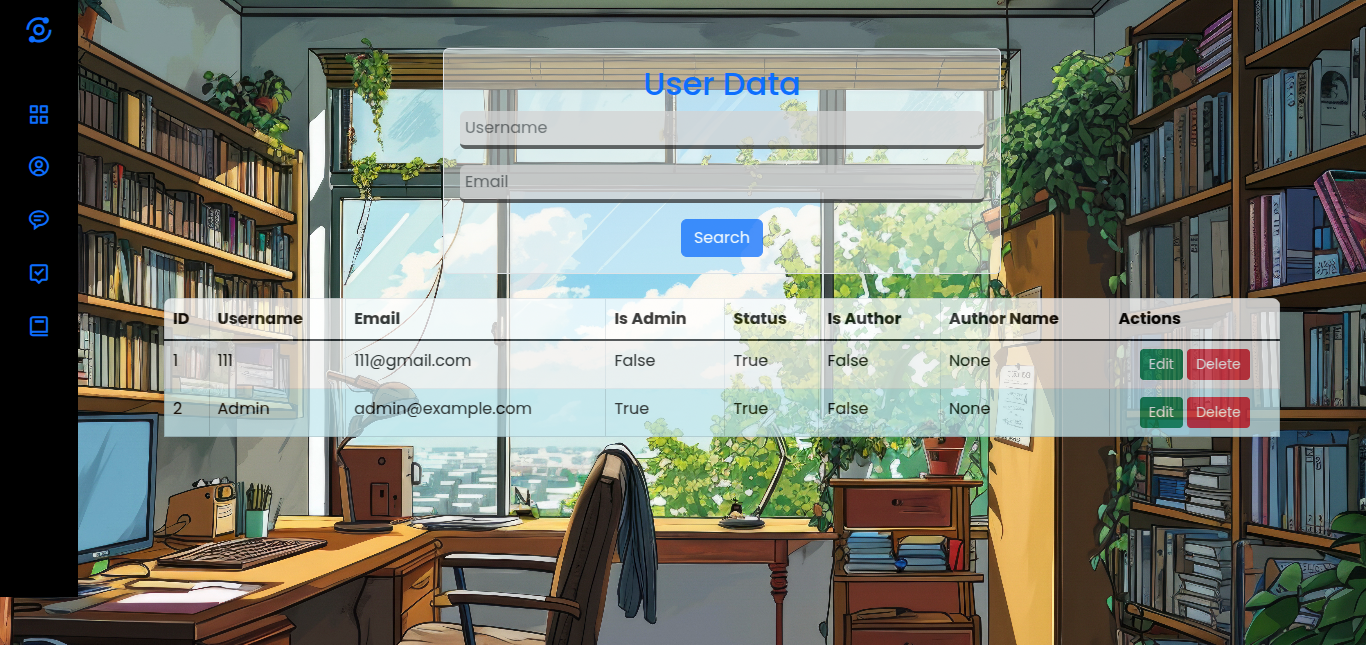 User Data
Username
Email
Search
ID Username Email Is Admin Status Is Author Author Name Actions
1 111 111@gmail.com False True False None Edit Delete
2 Admin admin@example.com True True False None Edit Delete